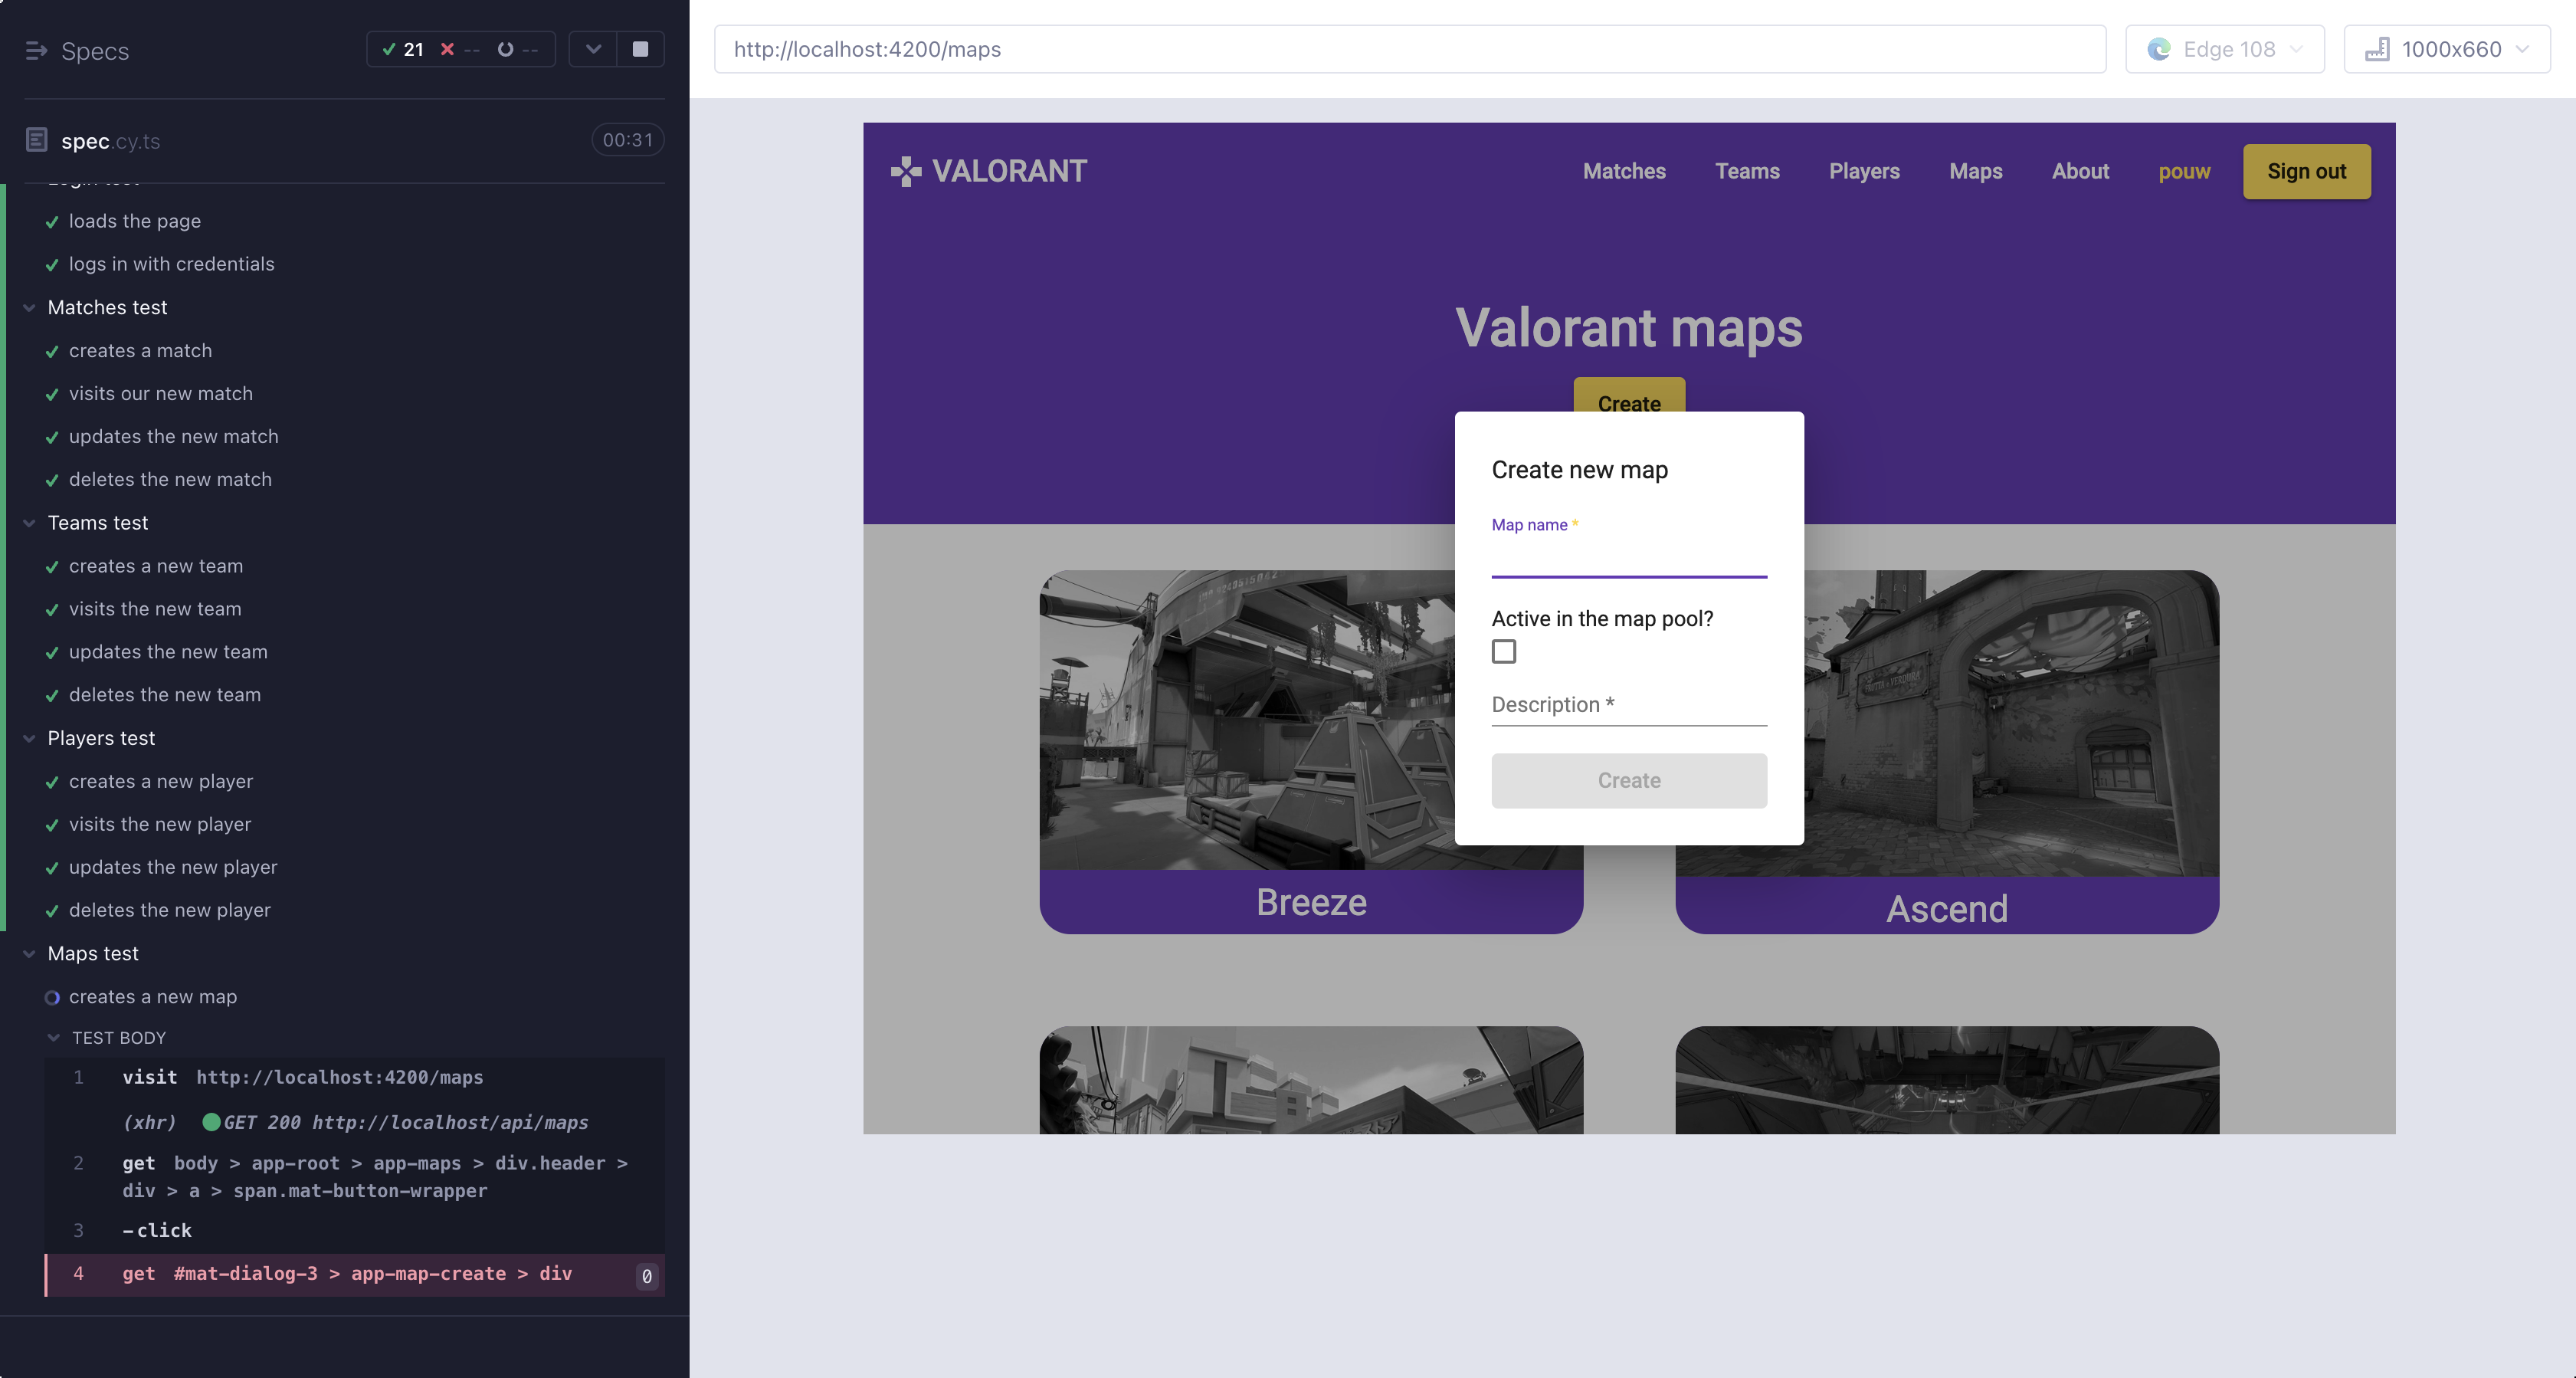 Specs
21
--
--
spec.cy.ts
00:31
loads the page
logs in with credentials
Matches test
creates a match
visits our new match
updates the new match
deletes the new match
Teams test
creates a new team
visits the new team
updates the new team
deletes the new team
Players test
creates a new player
visits the new player
updates the new player
deletes the new player
Maps test
creates a new map
TEST BODY
1 visit http://localhost:4200/maps
(xhr) GET 200 http://localhost/api/maps
2 get body > app-root > app-maps > div.header >
div > a > span.mat-button-wrapper
3 -click
4 get #mat-dialog-3 > app-map-create > div 0
http://localhost:4200/maps
Edge 108
1000x660
VALORANT
Matches
Teams
Players
Maps
About
pouw
Sign out
Valorant maps
Create
Create new map
Map name *
Active in the map pool?
Description *
Create
Breeze
Ascend